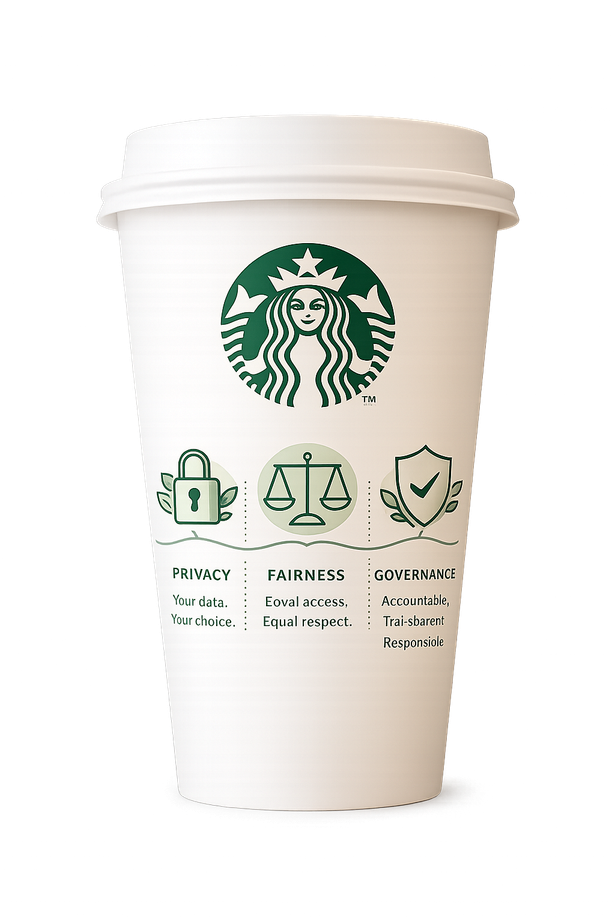 TM
PRIVACY
FAIRNESS
GOVERNANCE
Your data.
Your choice.
Eoval access,
Equal respect.
Accountable,
Trai-sbarent
Responsiole